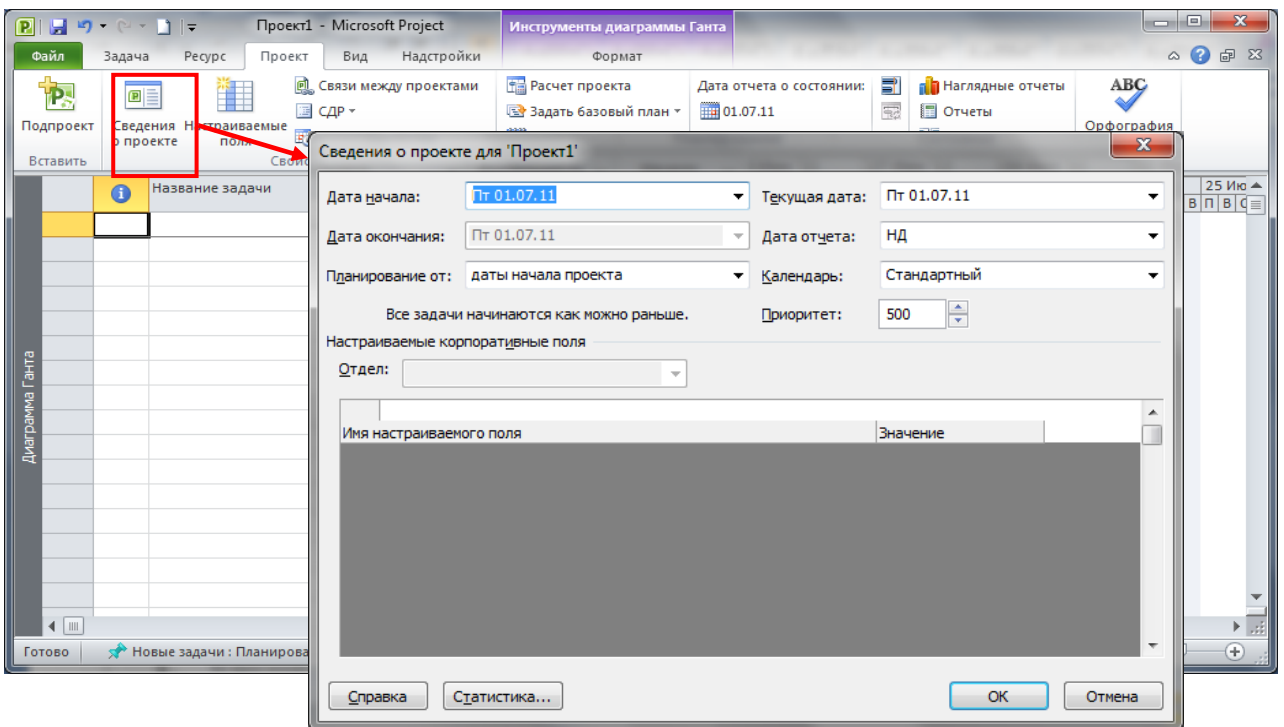 Проект1 - Microsoft Project
Инструменты диаграммы Ганта
Файл Задача Ресурс Проект Вид Надстройки Формат
Связи между проектами Расчет проекта Дата отчета о состоянии: Наглядные отчеты ABC
Подпроект Сведения о проекте Настраиваемые поля СДР Задать базовый план 01.07.11 Отчеты Орфография
Вставить
Сведения о проекте для 'Проект1'
Название задачи
25 Ию
В П В С
Дата начала: Пт 01.07.11 Текущая дата: Пт 01.07.11
Дата окончания: Пт 01.07.11 Дата отчета: НД
Планирование от: даты начала проекта Календарь: Стандартный
Все задачи начинаются как можно раньше. Приоритет: 500
Настраиваемые корпоративные поля
Отдел:
Имя настраиваемого поля Значение
Диаграмма Ганта
Готово Новые задачи : Планирова
Справка Статистика... ОК Отмена